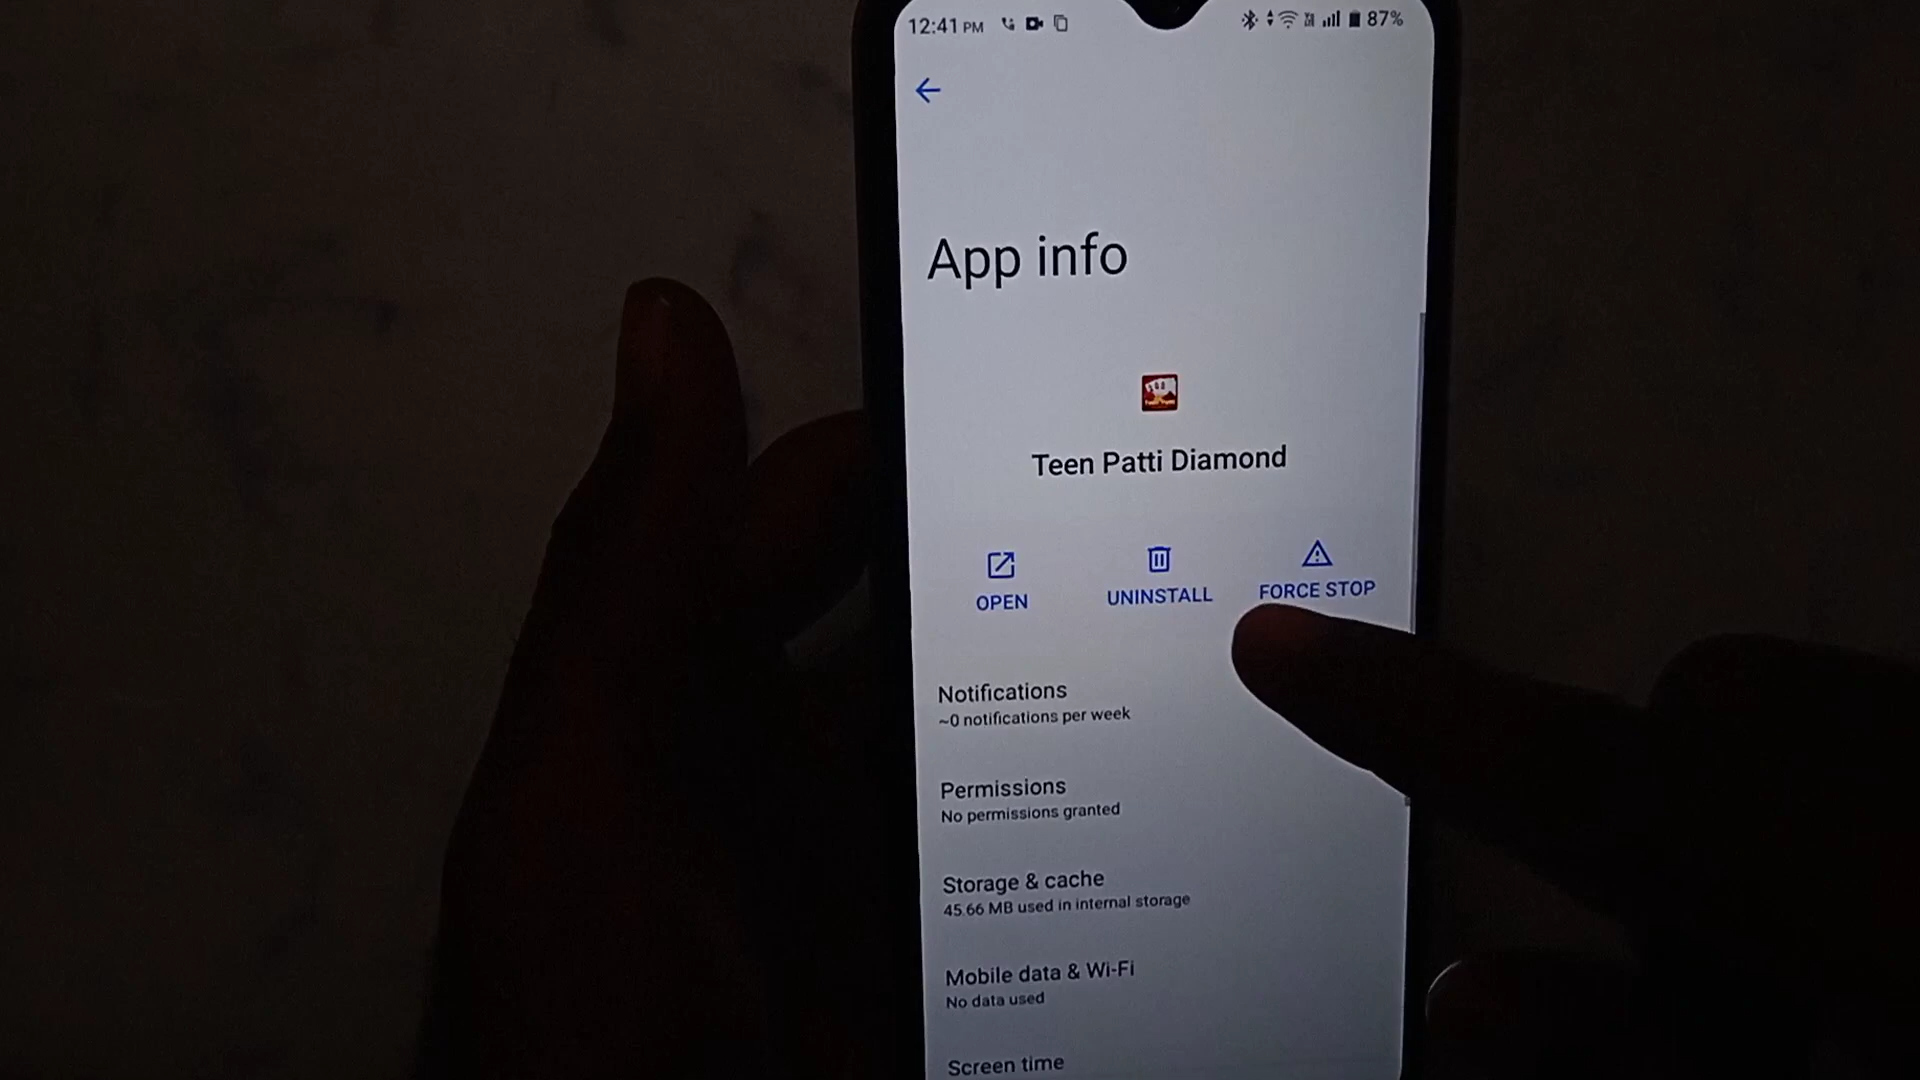 12:41 PM
87%
App info
Teen Patti Diamond
OPEN
UNINSTALL
FORCE STOP
Notifications
~0 notifications per week
Permissions
No permissions granted
Storage & cache
45.66 MB used in internal storage
Mobile data & Wi-Fi
No data used
Screen time